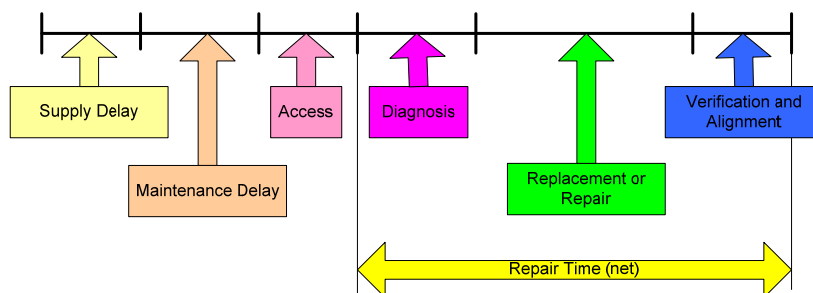 Supply Delay
Maintenance Delay
Access
Diagnosis
Replacement or
Repair
Verification and
Alignment
Repair Time (net)